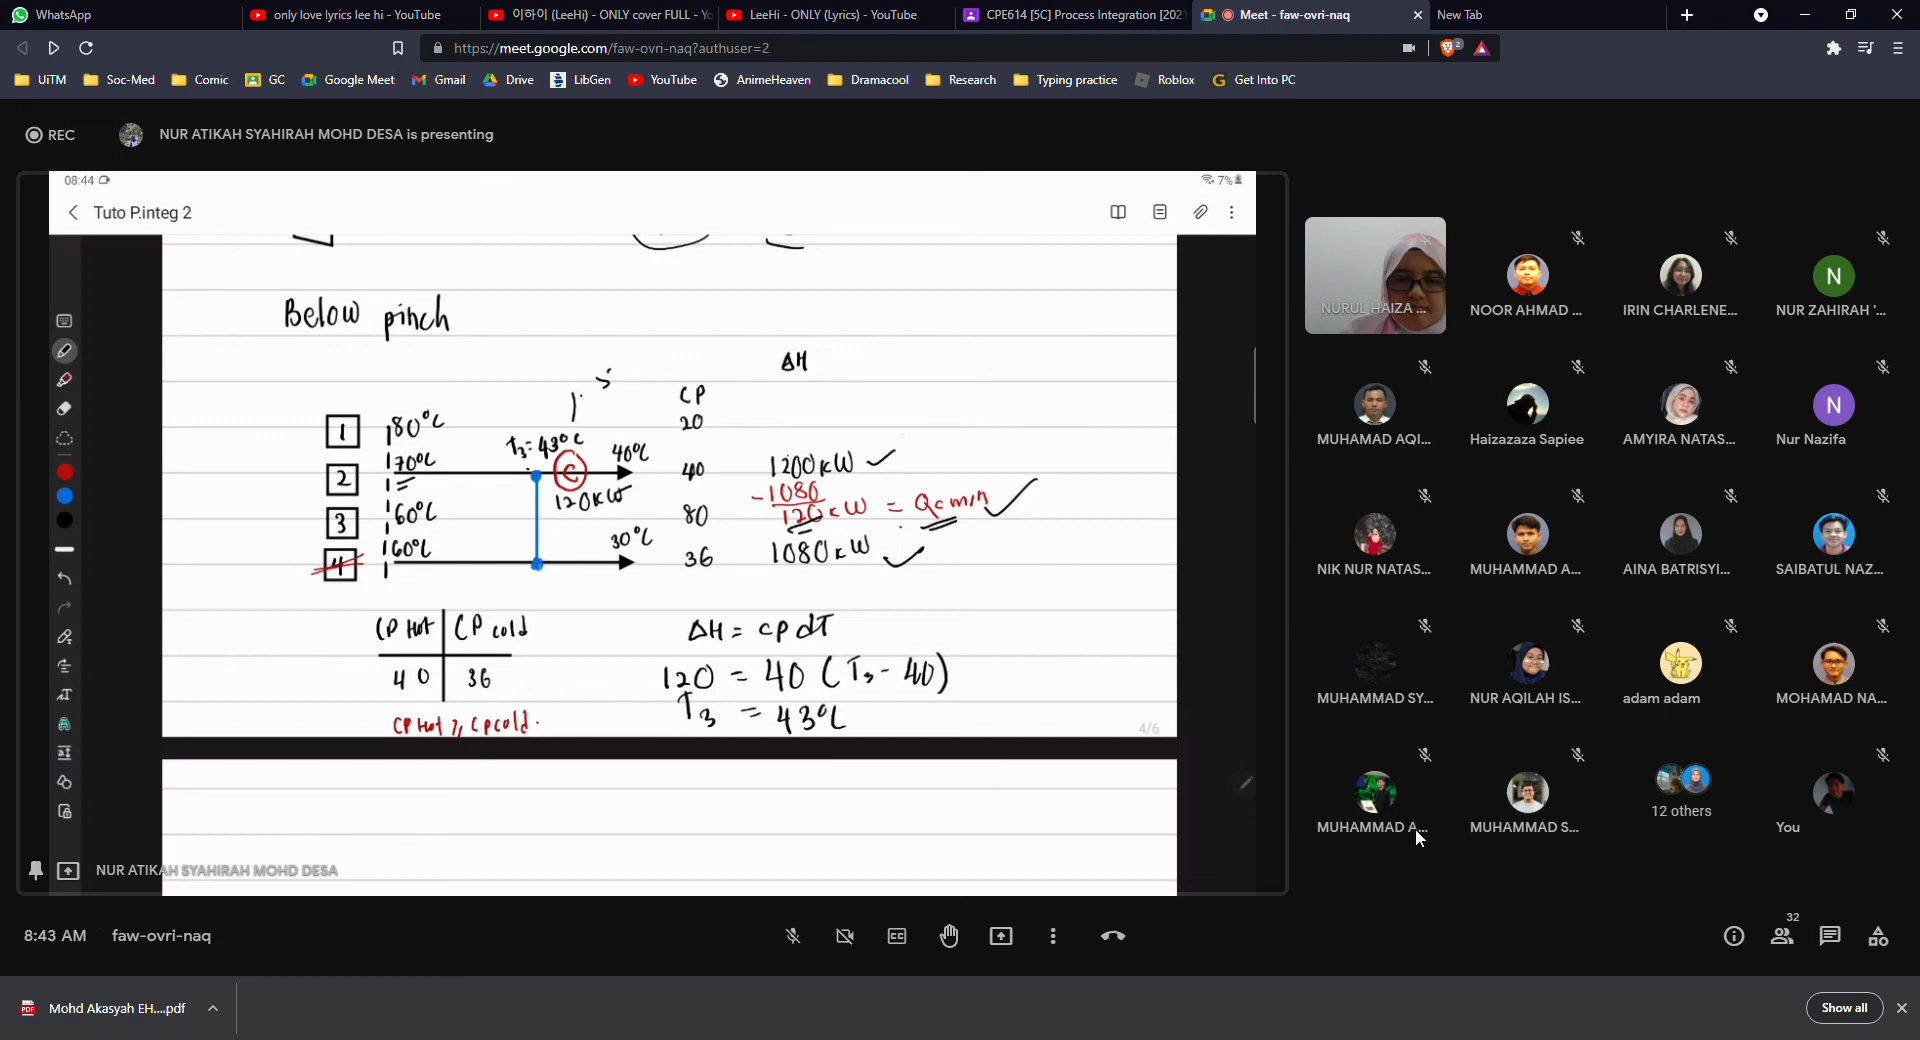 WhatsApp
only love lyrics lee hi - YouTube
이하이 (LeeHi) - ONLY cover FULL - Yo
LeeHi - ONLY (Lyrics) - YouTube
CPE614 [5C] Process Integration [2021
Meet - faw-ovri-naq
New Tab
https://meet.google.com/faw-ovri-naq?authuser=2
2
UiTM
Soc-Med
Comic
GC
Google Meet
Gmail
Drive
LibGen
YouTube
AnimeHeaven
Dramacool
Research
Typing practice
Roblox
Get Into PC
REC
NUR ATIKAH SYAHIRAH MOHD DESA is presenting
08:44
7%
Tuto P.integ 2
Below pinch
ΔH
CP
1 80°C 20
T3= 43°C
2 70°C C 40°C 40 1200kW
120kW
-1080
120kW = Qcmin
3 60°C 80
4 60°C 30°C 36 1080kW
CP Hot CP cold
40 36
CP Hot ≥ CP cold.
ΔH = CP dT
120 = 40 (T3 - 40)
T3 = 43°C
4/6
NUR ATIKAH SYAHIRAH MOHD DESA
NURUL HAIZA ...
NOOR AHMAD ...
IRIN CHARLENE...
N
NUR ZAHIRAH '...
MUHAMAD AQI...
Haizazaza Sapiee
AMYIRA NATAS...
N
Nur Nazifa
NIK NUR NATAS...
MUHAMMAD A...
AINA BATRISYI...
SAIBATUL NAZ...
MUHAMMAD SY...
NUR AQILAH IS...
adam adam
MOHAMAD NA...
MUHAMMAD A...
MUHAMMAD S...
12 others
You
8:43 AM
faw-ovri-naq
32
PDF
Mohd Akasyah EH....pdf
Show all